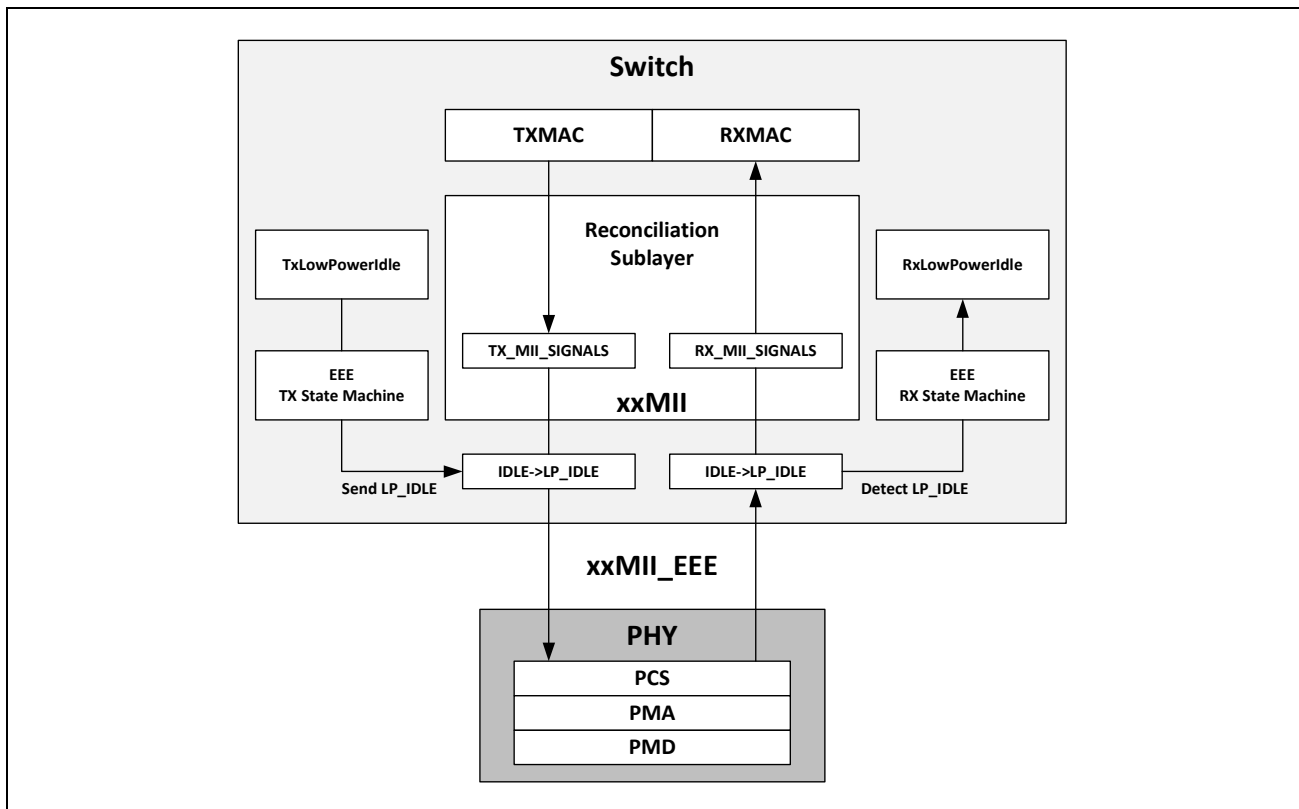 Switch
TXMAC
RXMAC
Reconciliation
Sublayer
TxLowPowerIdle
RxLowPowerIdle
TX_MII_SIGNALS
RX_MII_SIGNALS
EEE
TX State Machine
EEE
RX State Machine
xxMII
IDLE->LP_IDLE
IDLE->LP_IDLE
Send LP_IDLE
Detect LP_IDLE
xxMII_EEE
PHY
PCS
PMA
PMD